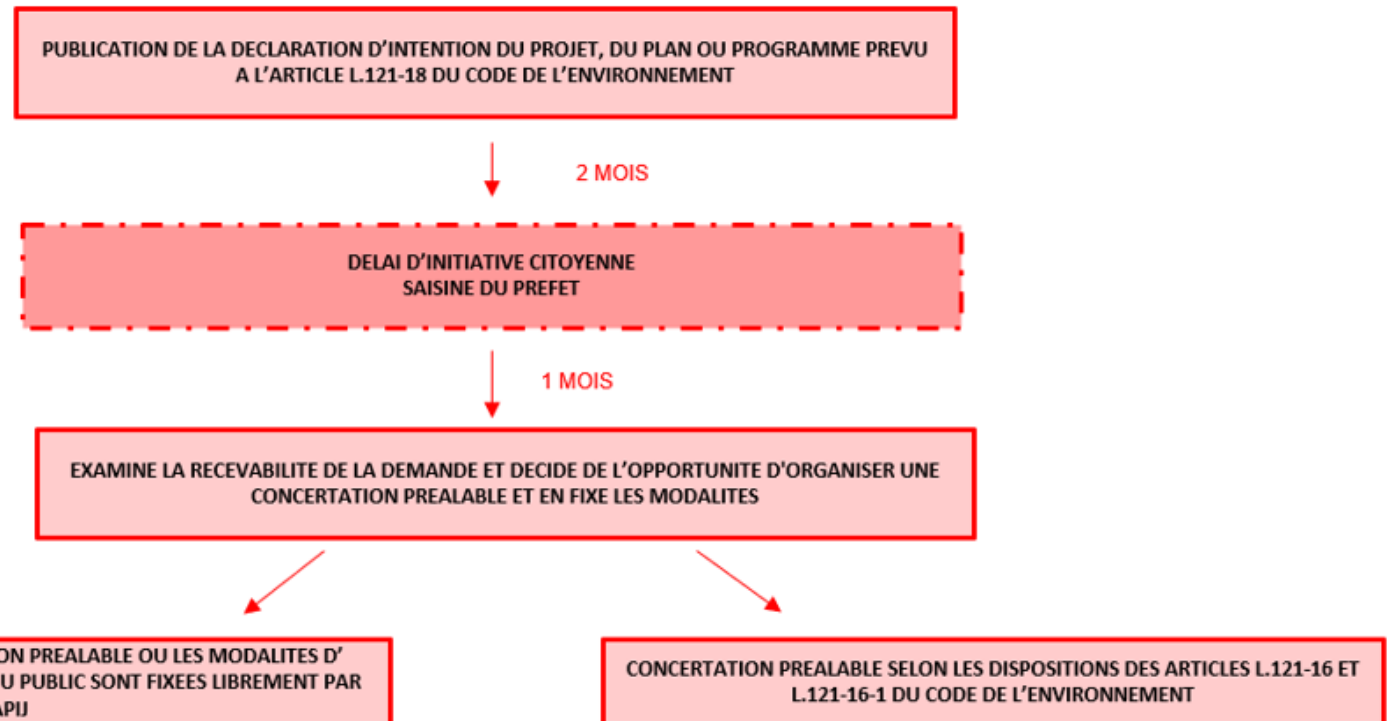 PUBLICATION DE LA DECLARATION D’INTENTION DU PROJET, DU PLAN OU PROGRAMME PREVU
A L’ARTICLE L.121-18 DU CODE DE L’ENVIRONNEMENT
2 MOIS
DELAI D’INITIATIVE CITOYENNE
SAISINE DU PREFET
1 MOIS
EXAMINE LA RECEVABILITE DE LA DEMANDE ET DECIDE DE L’OPPORTUNITE D'ORGANISER UNE
CONCERTATION PREALABLE ET EN FIXE LES MODALITES
PREALABLE OU LES MODALITES D’
PUBLIC SONT FIXEES LIBREMENT PAR
CONCERTATION PREALABLE SELON LES DISPOSITIONS DES ARTICLES L.121-16 ET
L.121-16-1 DU CODE DE L’ENVIRONNEMENT